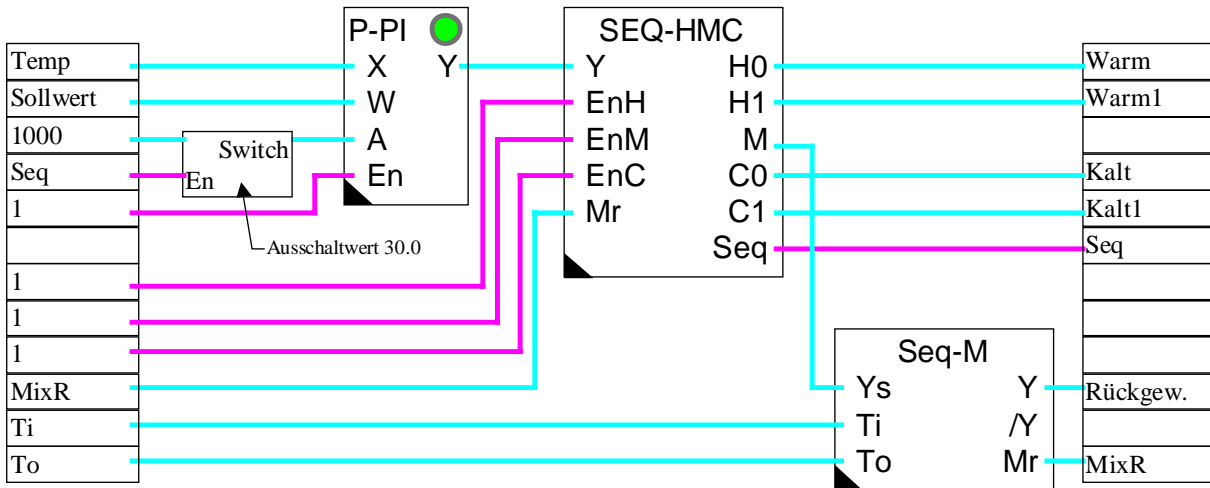 Temp
Sollwert
1000
Seq
1
1
1
1
MixR
Ti
To
Switch
En
Ausschaltwert 30.0
P-PI
X Y
W
A
En
SEQ-HMC
Y H0
EnH H1
EnM M
EnC C0
Mr C1
Seq
Seq-M
Ys Y
Ti /Y
To Mr
Warm
Warm1
Kalt
Kalt1
Seq
Rückgew.
MixR